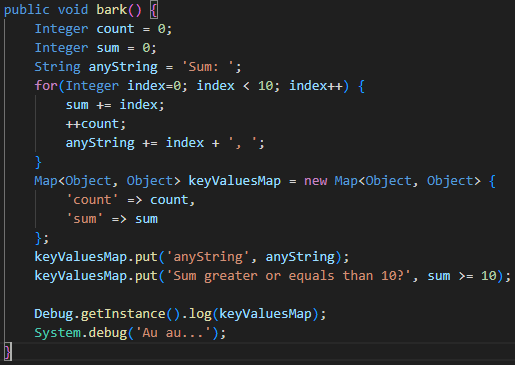 public void bark() {
    Integer count = 0;
    Integer sum = 0;
    String anyString = 'Sum: ';
    for(Integer index=0; index < 10; index++) {
        sum += index;
        ++count;
        anyString += index + ', ';
    }
    Map<Object, Object> keyValuesMap = new Map<Object, Object> {
        'count' => count,
        'sum' => sum
    };
    keyValuesMap.put('anyString', anyString);
    keyValuesMap.put('Sum greater or equals than 10?', sum >= 10);

    Debug.getInstance().log(keyValuesMap);
    System.debug('Au au...');
}